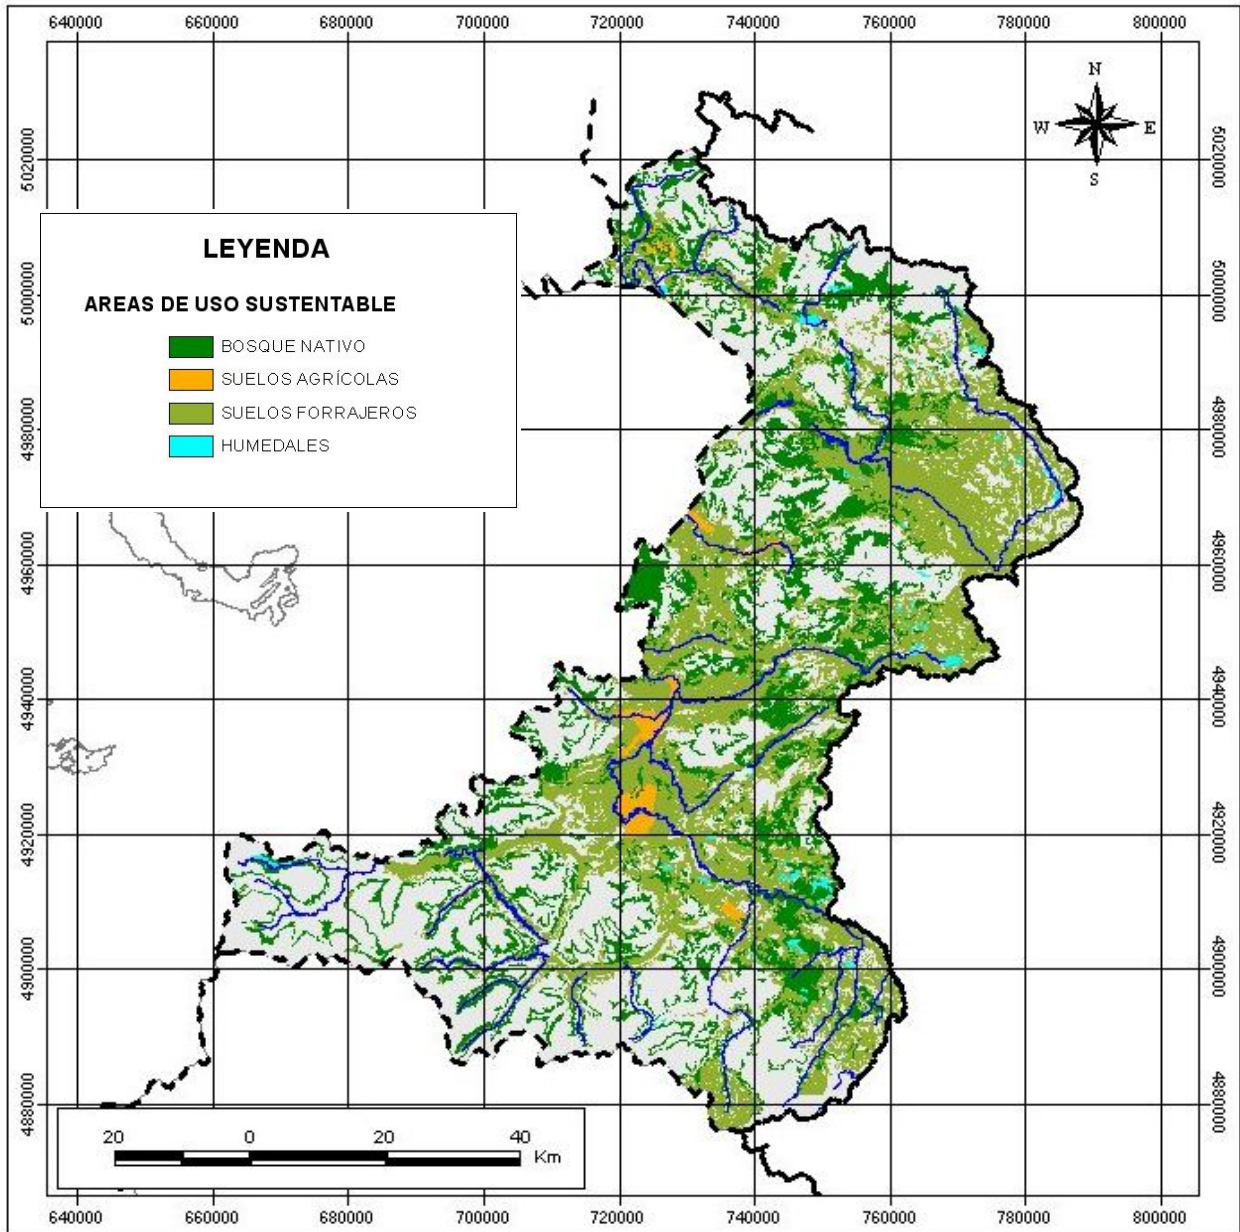 640000 660000 680000 700000 720000 740000 760000 780000 800000
N
W E
S
5020000 5020000
LEYENDA
AREAS DE USO SUSTENTABLE
5000000 5000000
BOSQUE NATIVO
SUELOS AGRÍCOLAS
SUELOS FORRAJEROS
4980000 4980000
HUMEDALES
4960000 4960000
4940000 4940000
4920000 4920000
4900000 4900000
4880000 4880000
20 0 20 40
Km
640000 660000 680000 700000 720000 740000 760000 780000 800000